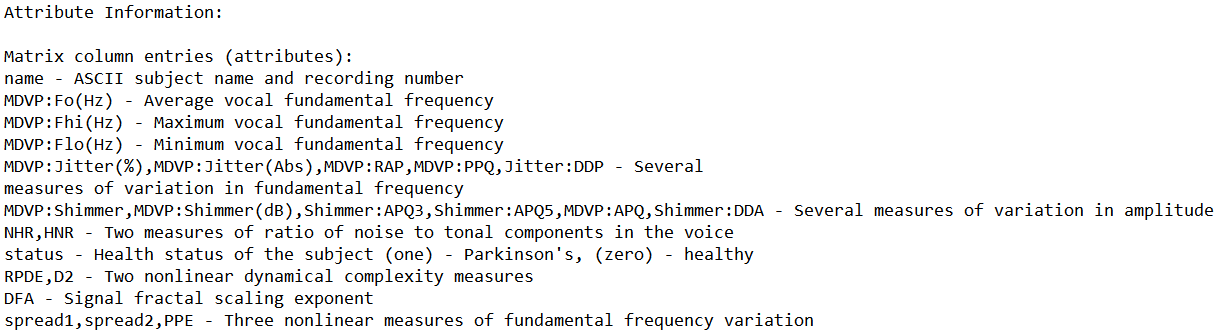 Attribute Information:
Matrix column entries (attributes):
name - ASCII subject name and recording number
MDVP:Fo(Hz) - Average vocal fundamental frequency
MDVP:Fhi(Hz) - Maximum vocal fundamental frequency
MDVP:Flo(Hz) - Minimum vocal fundamental frequency
MDVP:Jitter(%),MDVP:Jitter(Abs),MDVP:RAP,MDVP:PPQ,Jitter:DDP - Several
measures of variation in fundamental frequency
MDVP:Shimmer,MDVP:Shimmer(dB),Shimmer:APQ3,Shimmer:APQ5,MDVP:APQ,Shimmer:DDA - Several measures of variation in amplitude
NHR,HNR - Two measures of ratio of noise to tonal components in the voice
status - Health status of the subject (one) - Parkinson's, (zero) - healthy
RPDE,D2 - Two nonlinear dynamical complexity measures
DFA - Signal fractal scaling exponent
spread1,spread2,PPE - Three nonlinear measures of fundamental frequency variation